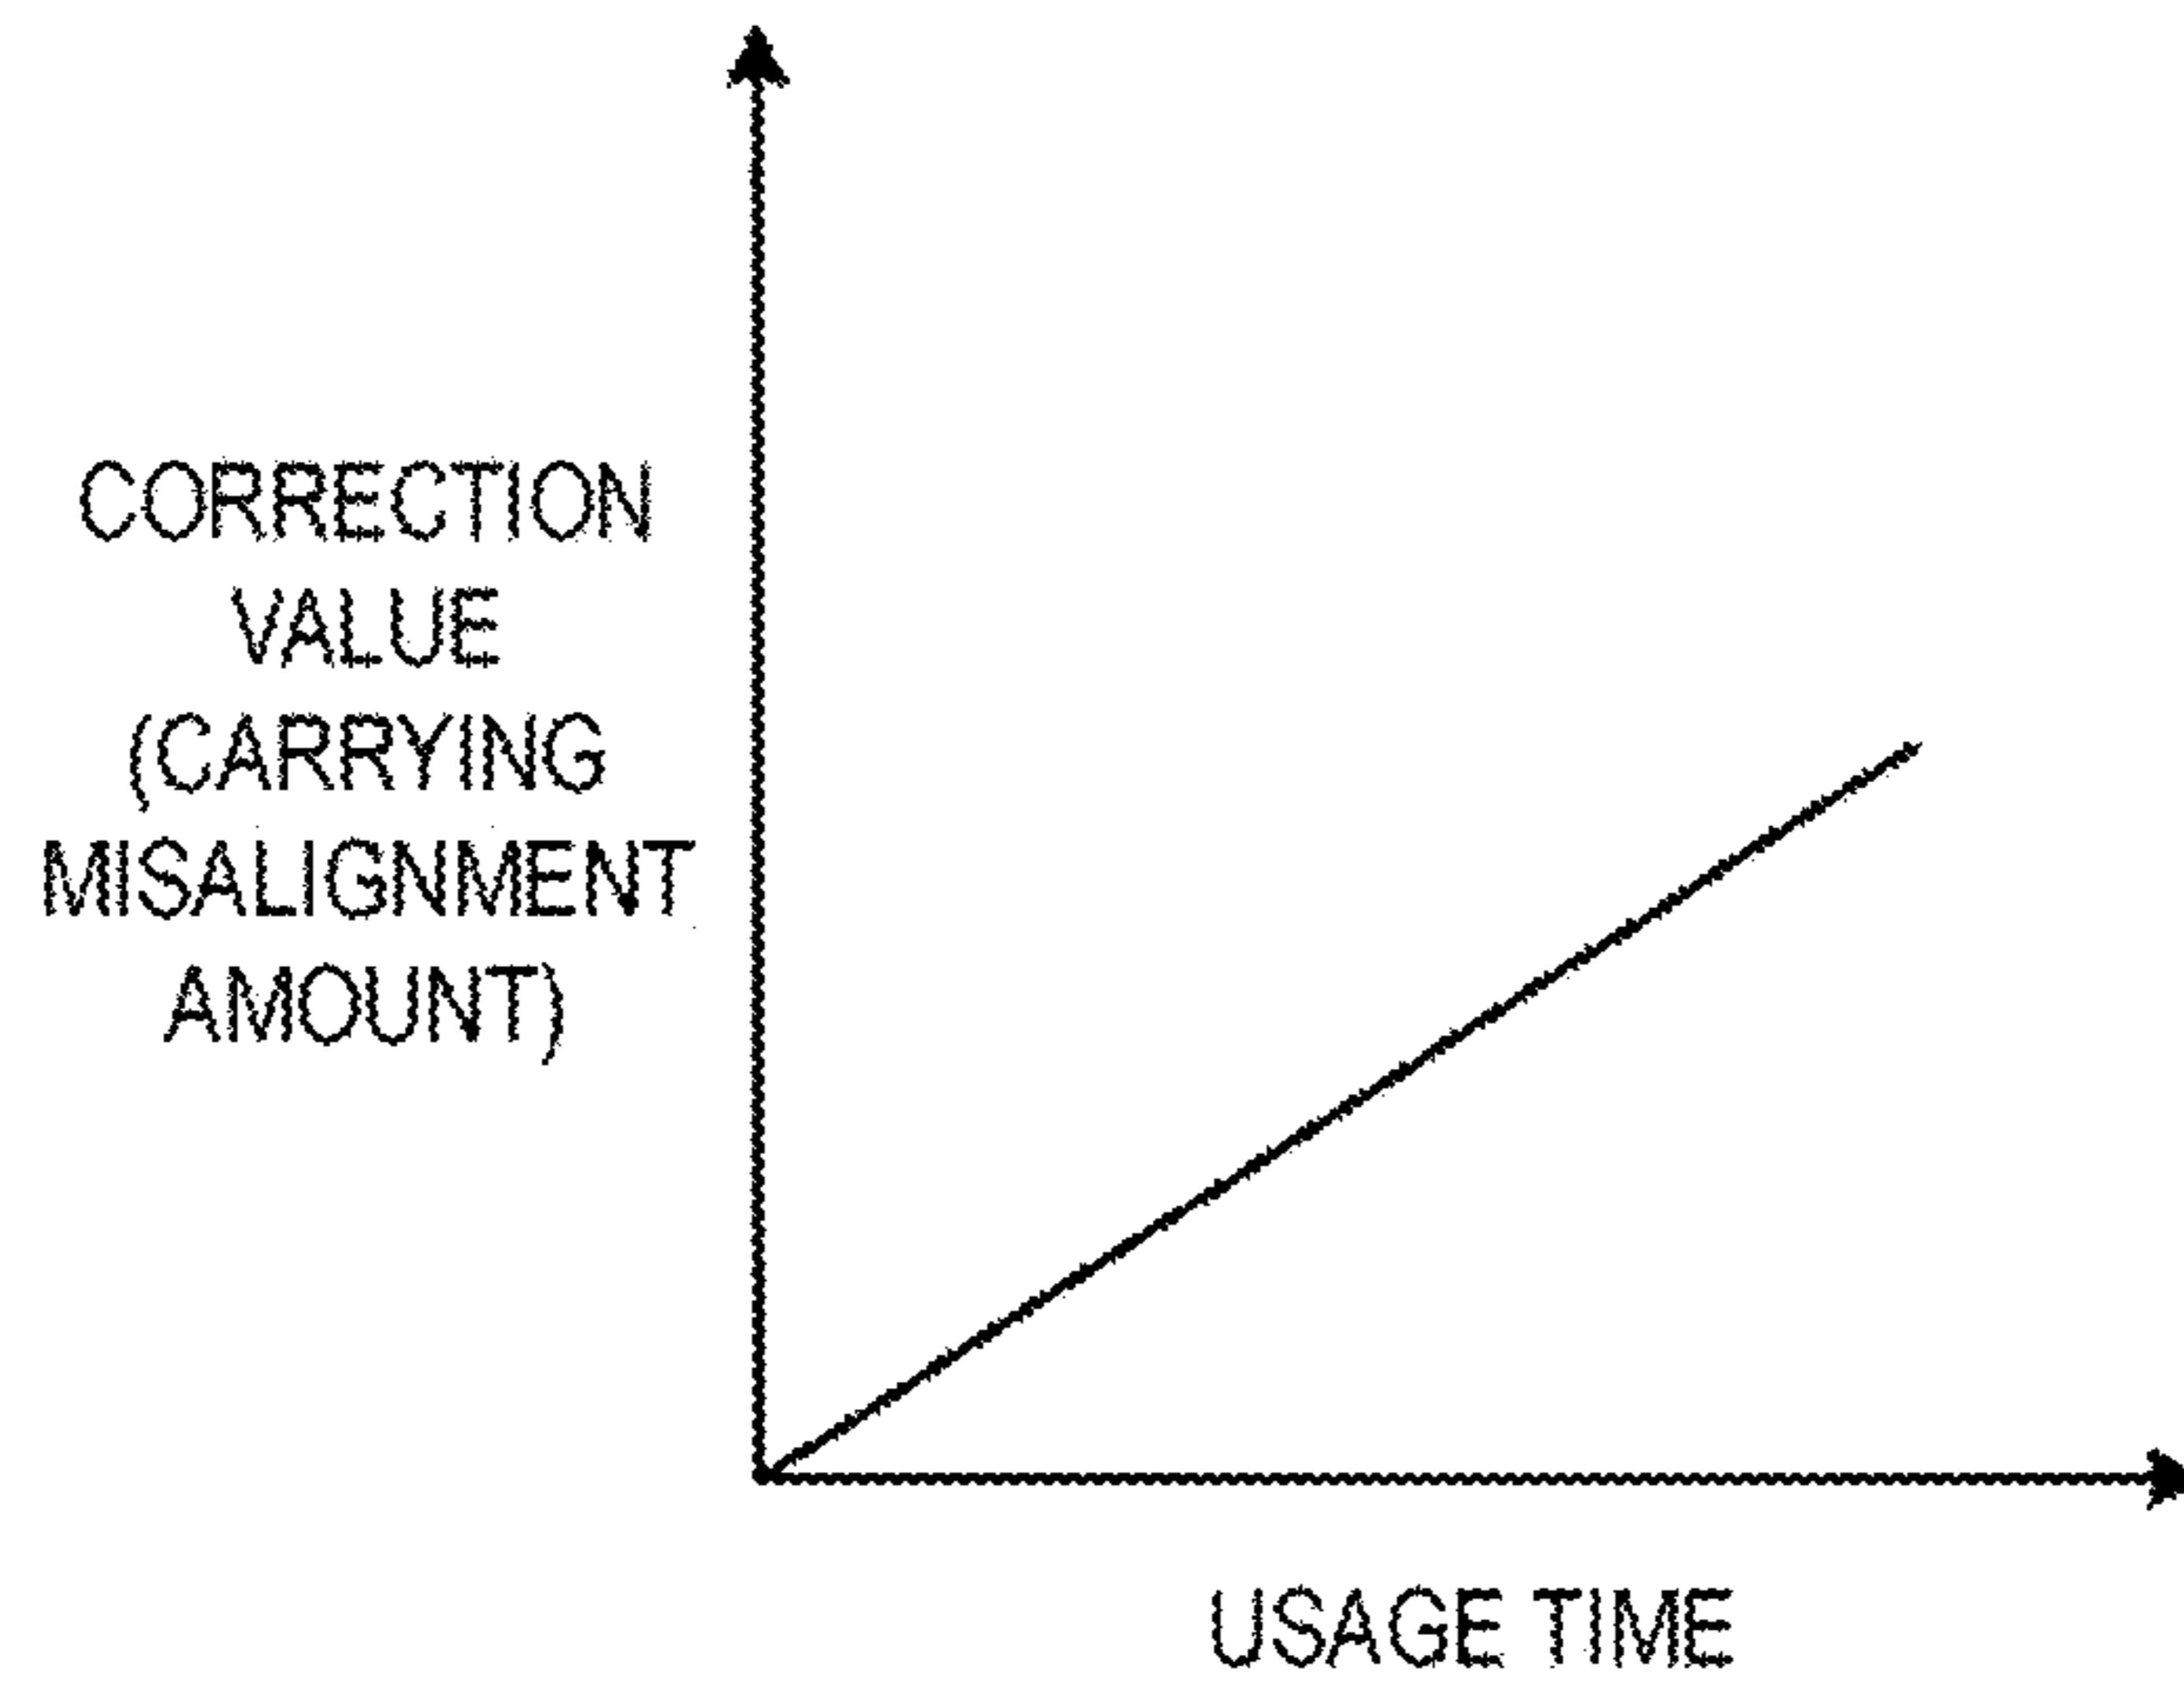 CORRECTION
VALUE
(CARRYING
MISALIGNMENT
AMOUNT)
USAGE TIME